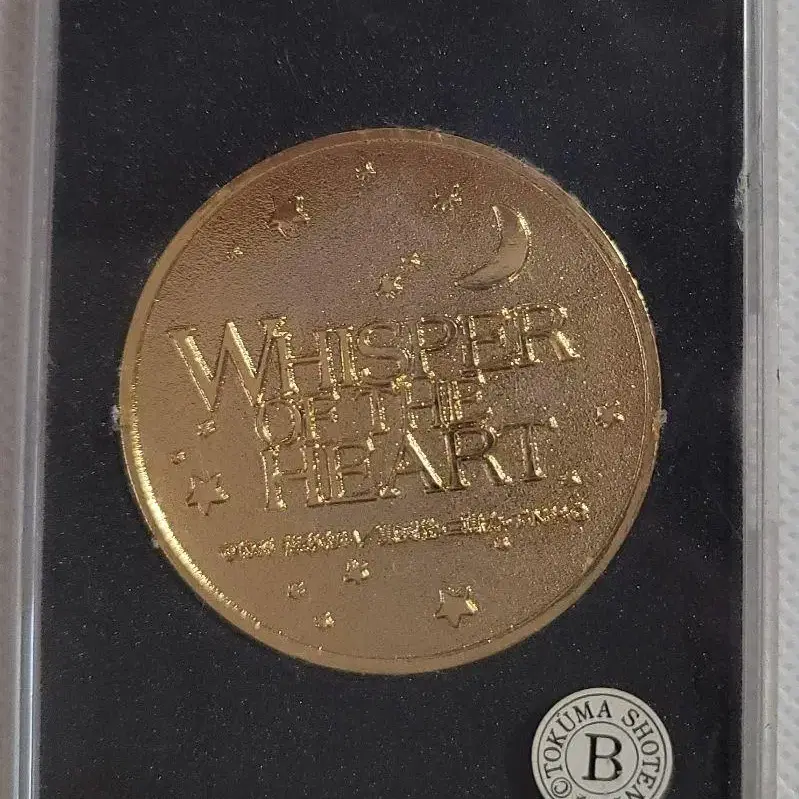 WHISPER
OF THE
HEART
©TOKUMA SHOTEN
B